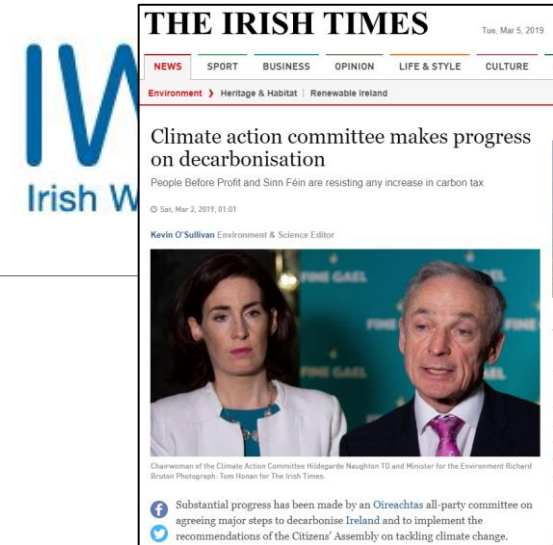 IW
Irish W
THE IRISH TIMES
Tue, Mar 5, 2019
NEWS SPORT BUSINESS OPINION LIFE & STYLE CULTURE
Environment ❯ Heritage & Habitat | Renewable Ireland
Climate action committee makes progress
on decarbonisation
People Before Profit and Sinn Féin are resisting any increase in carbon tax
Sat, Mar 2, 2019, 01:01
Kevin O'Sullivan Environment & Science Editor
FINE GAEL
FINE GAEL
Chairwoman of the Climate Action Committee Hildegarde Naughton TD and Minister for the Environment Richard
Bruton Photograph: Tom Honan for The Irish Times.
Substantial progress has been made by an Oireachtas all-party committee on
agreeing major steps to decarbonise Ireland and to implement the
recommendations of the Citizens' Assembly on tackling climate change.